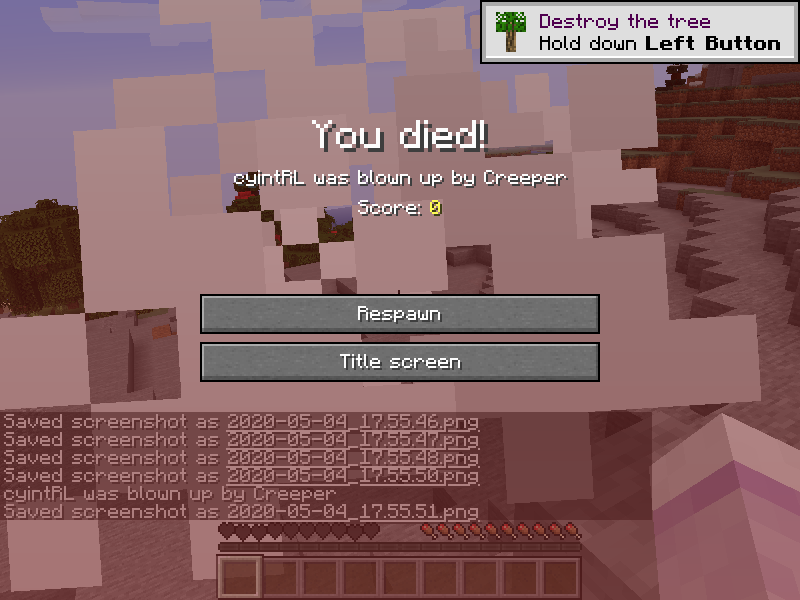 Destroy the tree
Hold down Left Button
You died!
cyintRL was blown up by Creeper
Score: 0
Respawn
Title screen
Saved screenshot as 2020-05-04_17.55.46.png
Saved screenshot as 2020-05-04_17.55.47.png
Saved screenshot as 2020-05-04_17.55.48.png
Saved screenshot as 2020-05-04_17.55.50.png
cyintRL was blown up by Creeper
Saved screenshot as 2020-05-04_17.55.51.png